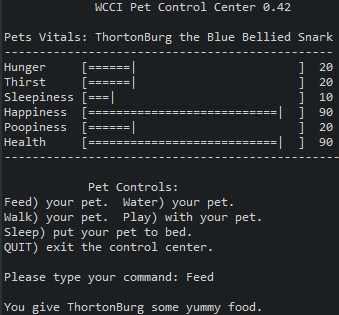 WCCI Pet Control Center 0.42
Pets Vitals: ThortonBurg the Blue Bellied Snark
---------------------------------------------
Hunger     [======|                       ]  20
Thirst     [======|                       ]  20
Sleepiness [===|                          ]  10
Happiness  [===========================|  ]  90
Poopiness  [======|                       ]  20
Health     [===========================|  ]  90
---------------------------------------------
Pet Controls:
Feed) your pet.  Water) your pet.
Walk) your pet.  Play) with your pet.
Sleep) put your pet to bed.
QUIT) exit the control center.
Please type your command: Feed
You give ThortonBurg some yummy food.